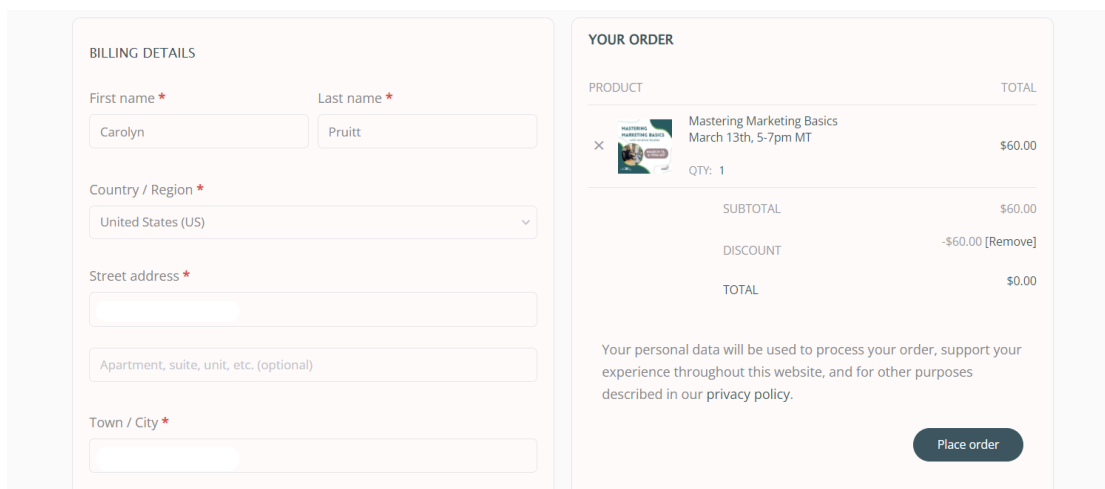 BILLING DETAILS
First name *
Last name *
Carolyn
Pruitt
Country / Region *
United States (US)
Street address *
Apartment, suite, unit, etc. (optional)
Town / City *
YOUR ORDER
PRODUCT
TOTAL
MASTERING
MARKETING BASICS
Mastering Marketing Basics
March 13th, 5-7pm MT
QTY: 1
$60.00
SUBTOTAL
$60.00
DISCOUNT
-$60.00 [Remove]
TOTAL
$0.00
Your personal data will be used to process your order, support your
experience throughout this website, and for other purposes
described in our privacy policy.
Place order